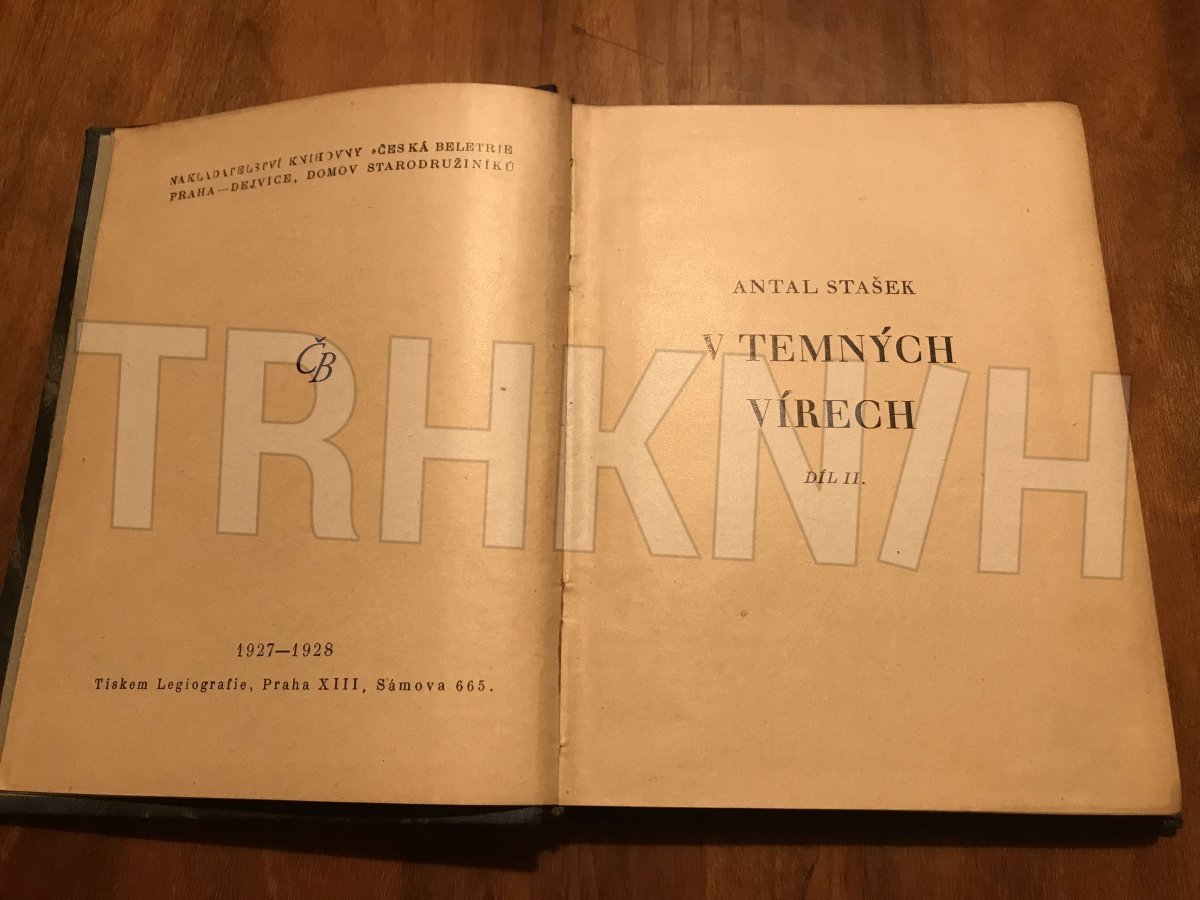 NAKLADATELSTVÍ KNIHOVNY »ČESKÁ BELETRIE
PRAHA—DEJVICE, DOMOV STARODRUŽINÍKŮ
ČB
1927—1928
Tiskem Legiografie, Praha XIII, Sámova 665.
ANTAL STAŠEK
V TEMNÝCH
VÍRECH
DÍL II.
TRHKNIH